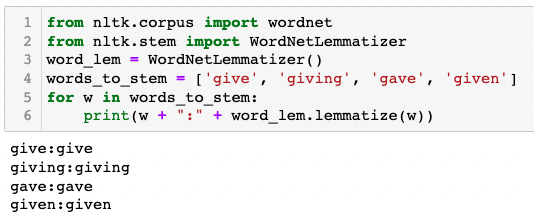 1 from nltk.corpus import wordnet
2 from nltk.stem import WordNetLemmatizer
3 word_lem = WordNetLemmatizer()
4 words_to_stem = ['give', 'giving', 'gave', 'given']
5 for w in words_to_stem:
6     print(w + ":" + word_lem.lemmatize(w))
give:give
giving:giving
gave:gave
given:given